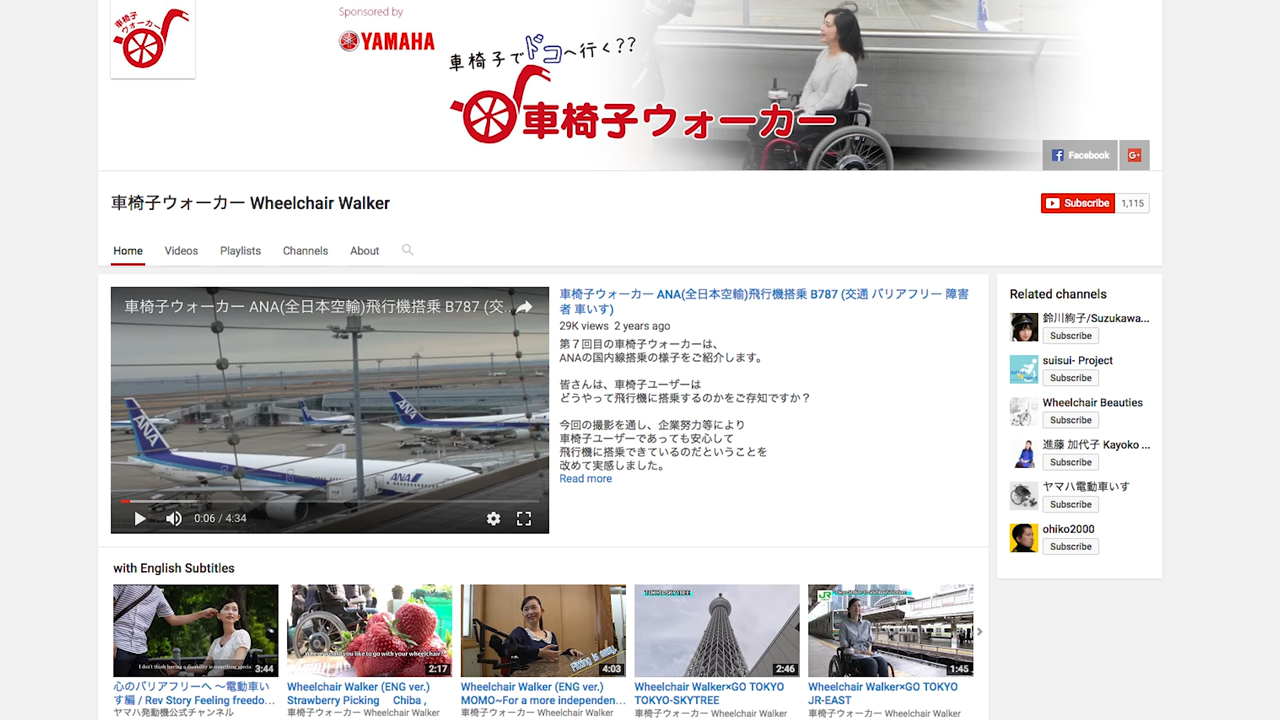 車椅子
ウォーカー
Sponsored by
YAMAHA
車椅子でドコへ行く??
車椅子ウォーカー
Facebook
G+
車椅子ウォーカー Wheelchair Walker
Subscribe 1,115
Home Videos Playlists Channels About
車椅子ウォーカー ANA(全日本空輸)飛行機搭乗 B787 (交...
ANA
ANA
0:06 / 4:34
車椅子ウォーカー ANA(全日本空輸)飛行機搭乗 B787 (交通 バリアフリー 障害
者 車いす)
29K views 2 years ago
第７回目の車椅子ウォーカーは、
ANAの国内線搭乗の様子をご紹介します。
皆さんは、車椅子ユーザーは
どうやって飛行機に搭乗するのかをご存知ですか？
今回の撮影を通し、企業努力等により
車椅子ユーザーであっても安心して
飛行機に搭乗できているのだということを
改めて実感しました。
Read more
Related channels
鈴川絢子/Suzukawa...
Subscribe
suisui- Project
Subscribe
Wheelchair Beauties
Subscribe
進藤 加代子 Kayoko ...
Subscribe
ヤマハ電動車いす
Subscribe
ohiko2000
Subscribe
with English Subtitles
I don't think having a disability is something special
3:44
心のバリアフリーへ ～電動車い
す編 / Rev Story Feeling freedo...
ヤマハ発動機公式チャンネル
would you like to go with your wheelchair
2:17
Wheelchair Walker (ENG ver.)
Strawberry Picking Chiba ,
車椅子ウォーカー Wheelchair Walker
4:03
Wheelchair Walker (ENG ver.)
MOMO~For a more independen...
車椅子ウォーカー Wheelchair Walker
TOKYO-SKYTREE
2:46
Wheelchair Walker×GO TOKYO
TOKYO-SKYTREE
車椅子ウォーカー Wheelchair Walker
JR
1:45
Wheelchair Walker×GO TOKYO
JR-EAST
車椅子ウォーカー Wheelchair Walker